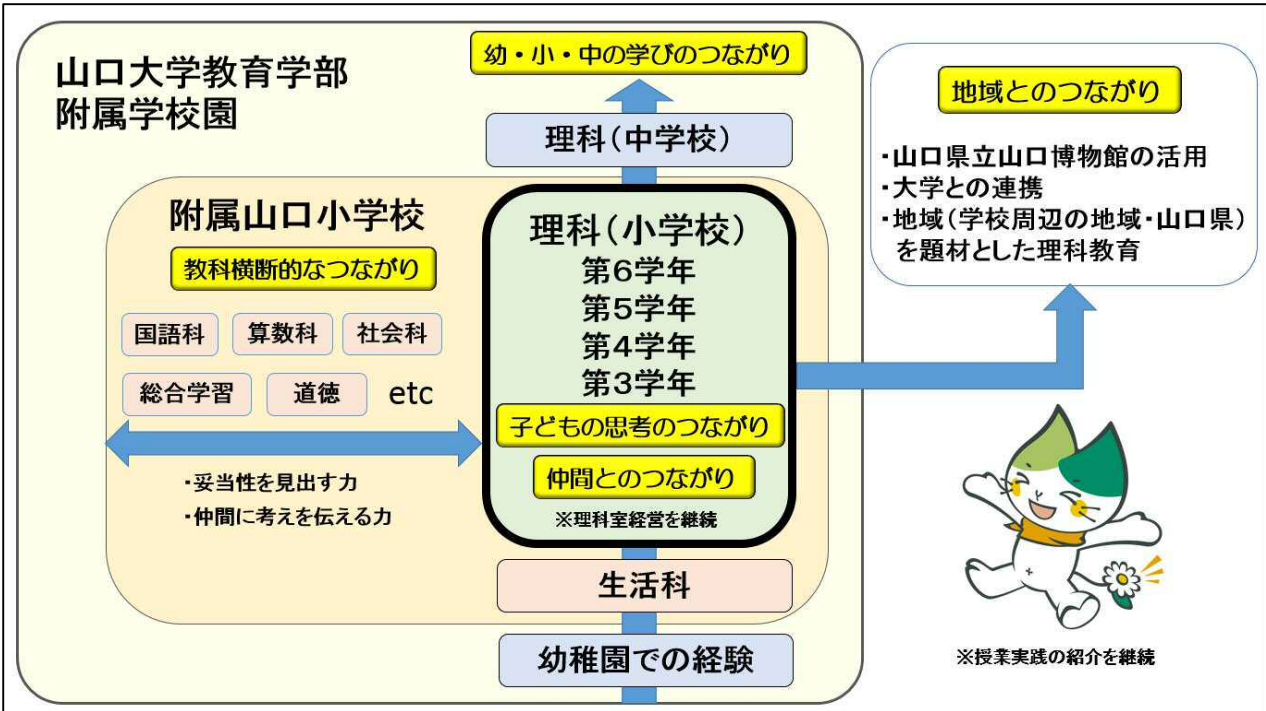 山口大学教育学部
附属学校園
幼・小・中の学びのつながり
理科(中学校)
附属山口小学校
教科横断的なつながり
国語科 算数科 社会科
総合学習 道徳 etc
・妥当性を見出す力
・仲間に考えを伝える力
理科(小学校)
第6学年
第5学年
第4学年
第3学年
子どもの思考のつながり
仲間とのつながり
※理科室経営を継続
生活科
幼稚園での経験
地域とのつながり
・山口県立山口博物館の活用
・大学との連携
・地域(学校周辺の地域・山口県)
を題材とした理科教育
※授業実践の紹介を継続